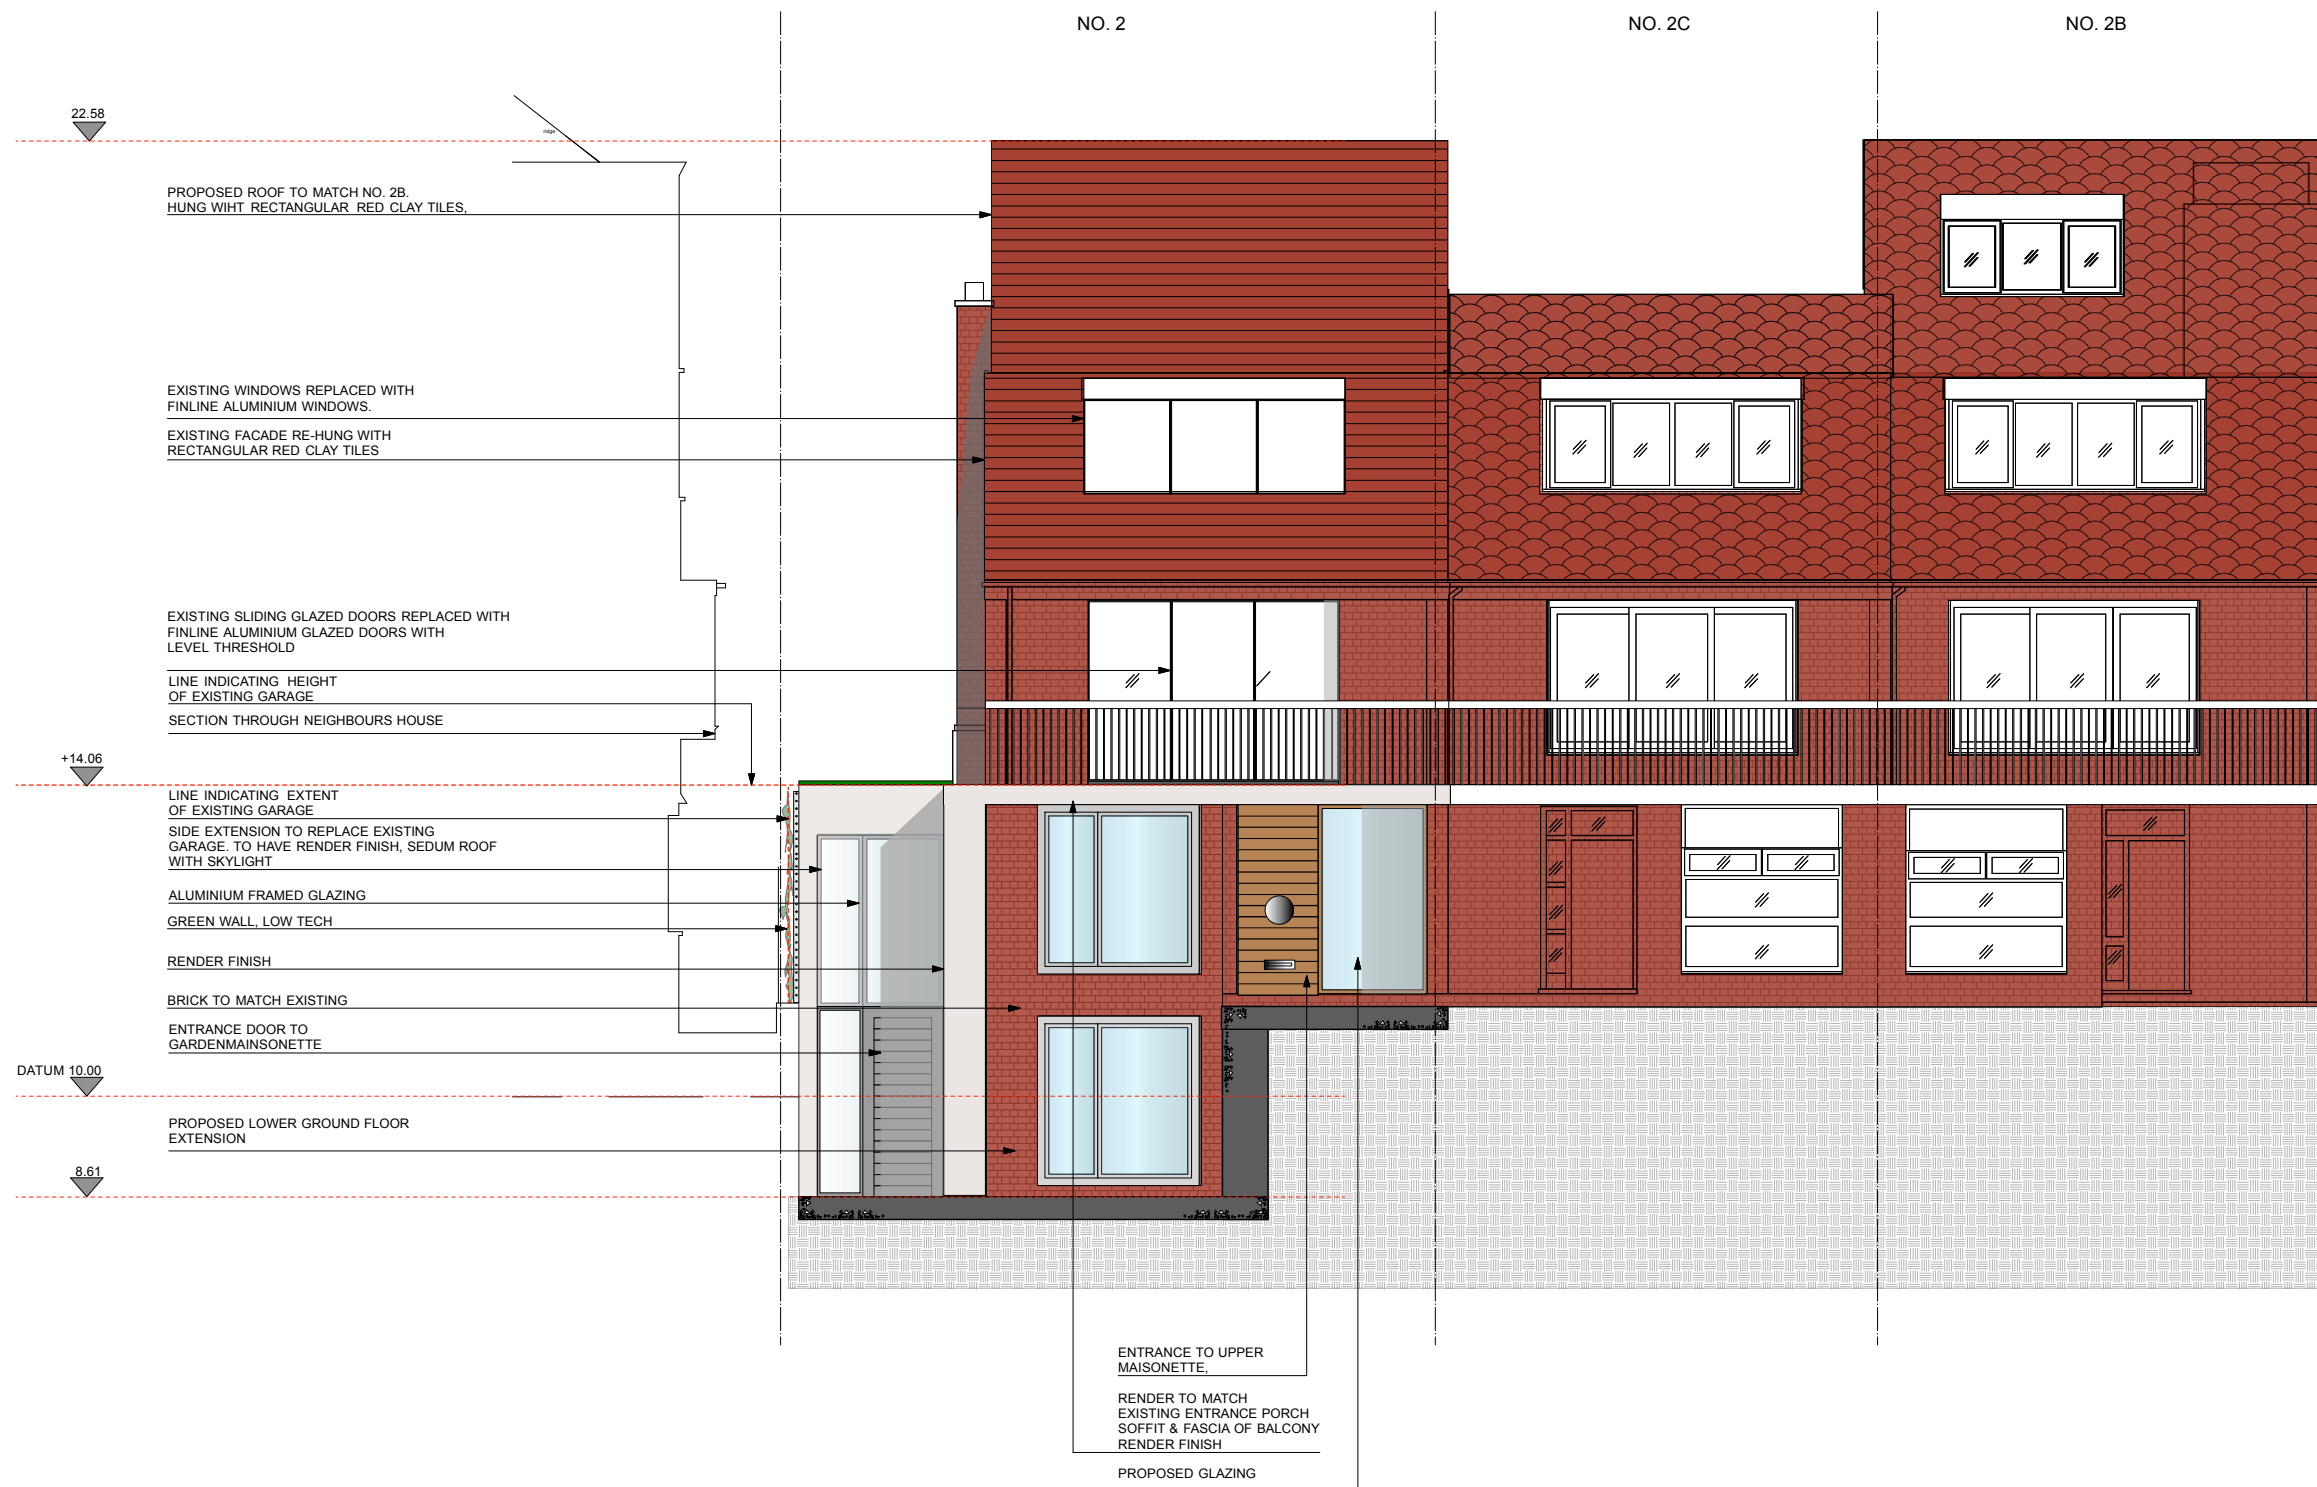 NO. 2
NO. 2C
NO. 2B
22.58
ridge
PROPOSED ROOF TO MATCH NO. 2B.
HUNG WIHT RECTANGULAR RED CLAY TILES,
EXISTING WINDOWS REPLACED WITH
FINLINE ALUMINIUM WINDOWS.
EXISTING FACADE RE-HUNG WITH
RECTANGULAR RED CLAY TILES
EXISTING SLIDING GLAZED DOORS REPLACED WITH
FINLINE ALUMINIUM GLAZED DOORS WITH
LEVEL THRESHOLD
LINE INDICATING HEIGHT
OF EXISTING GARAGE
SECTION THROUGH NEIGHBOURS HOUSE
+14.06
LINE INDICATING EXTENT
OF EXISTING GARAGE
SIDE EXTENSION TO REPLACE EXISTING
GARAGE. TO HAVE RENDER FINISH, SEDUM ROOF
WITH SKYLIGHT
ALUMINIUM FRAMED GLAZING
GREEN WALL, LOW TECH
RENDER FINISH
BRICK TO MATCH EXISTING
ENTRANCE DOOR TO
GARDENMAINSONETTE
DATUM 10.00
PROPOSED LOWER GROUND FLOOR
EXTENSION
8.61
ENTRANCE TO UPPER
MAISONETTE,
RENDER TO MATCH
EXISTING ENTRANCE PORCH
SOFFIT & FASCIA OF BALCONY
RENDER FINISH
PROPOSED GLAZING